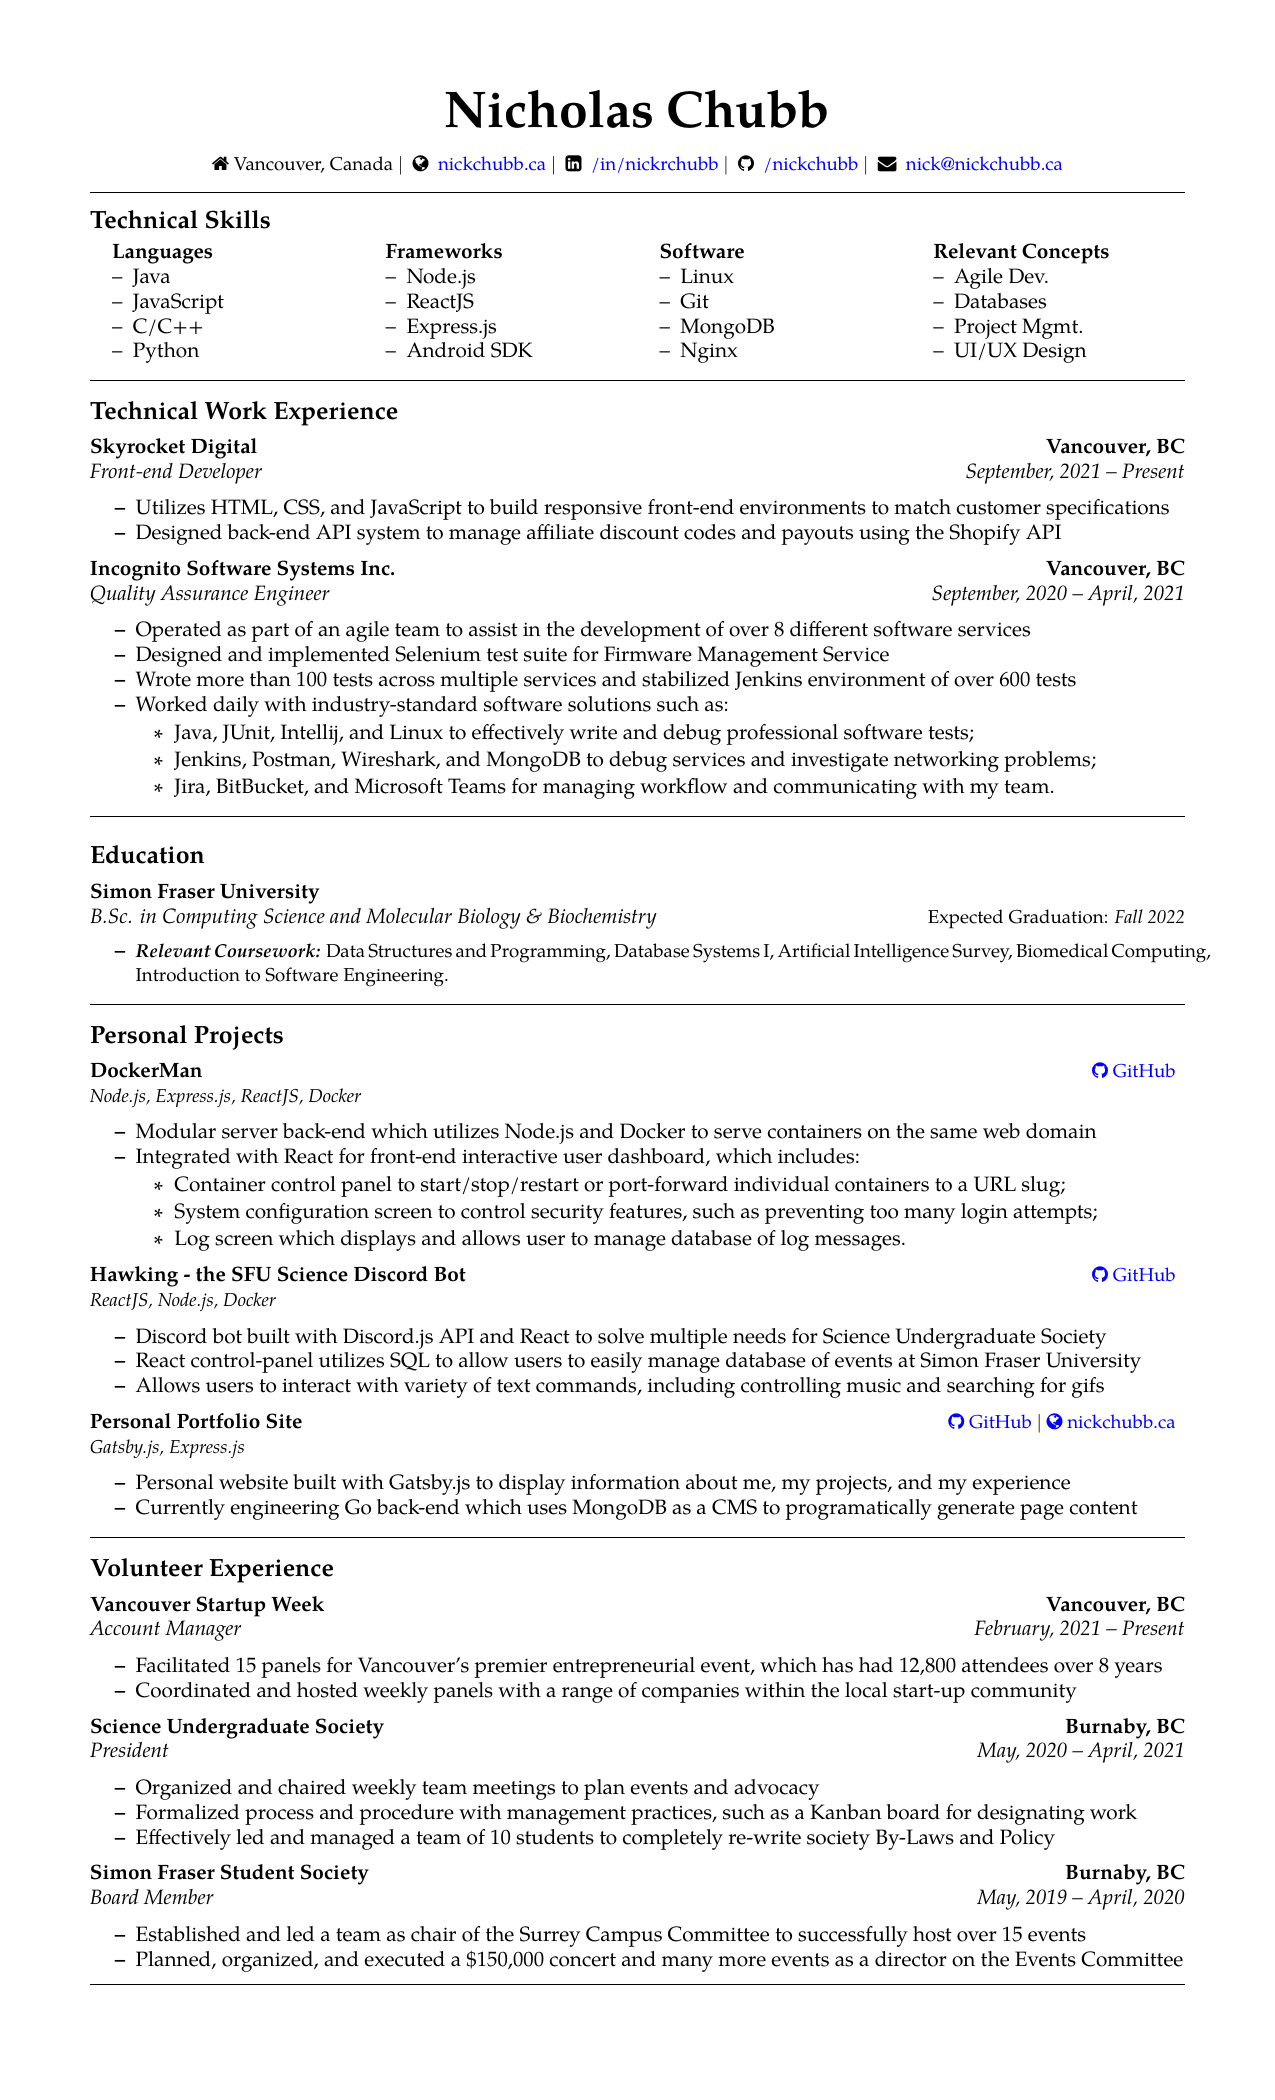 Nicholas Chubb
Vancouver, Canada | nickchubb.ca | /in/nickrchubb | /nickchubb | nick@nickchubb.ca
Technical Skills
Languages Frameworks Software Relevant Concepts
– Java – Node.js – Linux – Agile Dev.
– JavaScript – ReactJS – Git – Databases
– C/C++ – Express.js – MongoDB – Project Mgmt.
– Python – Android SDK – Nginx – UI/UX Design
Technical Work Experience
Skyrocket Digital Vancouver, BC
Front-end Developer September, 2021 – Present
– Utilizes HTML, CSS, and JavaScript to build responsive front-end environments to match customer specifications
– Designed back-end API system to manage affiliate discount codes and payouts using the Shopify API
Incognito Software Systems Inc. Vancouver, BC
Quality Assurance Engineer September, 2020 – April, 2021
– Operated as part of an agile team to assist in the development of over 8 different software services
– Designed and implemented Selenium test suite for Firmware Management Service
– Wrote more than 100 tests across multiple services and stabilized Jenkins environment of over 600 tests
– Worked daily with industry-standard software solutions such as:
* Java, JUnit, Intellij, and Linux to effectively write and debug professional software tests;
* Jenkins, Postman, Wireshark, and MongoDB to debug services and investigate networking problems;
* Jira, BitBucket, and Microsoft Teams for managing workflow and communicating with my team.
Education
Simon Fraser University
B.Sc. in Computing Science and Molecular Biology & Biochemistry Expected Graduation: Fall 2022
– Relevant Coursework: Data Structures and Programming, Database Systems I, Artificial Intelligence Survey, Biomedical Computing,
Introduction to Software Engineering.
Personal Projects
DockerMan GitHub
Node.js, Express.js, ReactJS, Docker
– Modular server back-end which utilizes Node.js and Docker to serve containers on the same web domain
– Integrated with React for front-end interactive user dashboard, which includes:
* Container control panel to start/stop/restart or port-forward individual containers to a URL slug;
* System configuration screen to control security features, such as preventing too many login attempts;
* Log screen which displays and allows user to manage database of log messages.
Hawking - the SFU Science Discord Bot GitHub
ReactJS, Node.js, Docker
– Discord bot built with Discord.js API and React to solve multiple needs for Science Undergraduate Society
– React control-panel utilizes SQL to allow users to easily manage database of events at Simon Fraser University
– Allows users to interact with variety of text commands, including controlling music and searching for gifs
Personal Portfolio Site GitHub | nickchubb.ca
Gatsby.js, Express.js
– Personal website built with Gatsby.js to display information about me, my projects, and my experience
– Currently engineering Go back-end which uses MongoDB as a CMS to programatically generate page content
Volunteer Experience
Vancouver Startup Week Vancouver, BC
Account Manager February, 2021 – Present
– Facilitated 15 panels for Vancouver's premier entrepreneurial event, which has had 12,800 attendees over 8 years
– Coordinated and hosted weekly panels with a range of companies within the local start-up community
Science Undergraduate Society Burnaby, BC
President May, 2020 – April, 2021
– Organized and chaired weekly team meetings to plan events and advocacy
– Formalized process and procedure with management practices, such as a Kanban board for designating work
– Effectively led and managed a team of 10 students to completely re-write society By-Laws and Policy
Simon Fraser Student Society Burnaby, BC
Board Member May, 2019 – April, 2020
– Established and led a team as chair of the Surrey Campus Committee to successfully host over 15 events
– Planned, organized, and executed a $150,000 concert and many more events as a director on the Events Committee